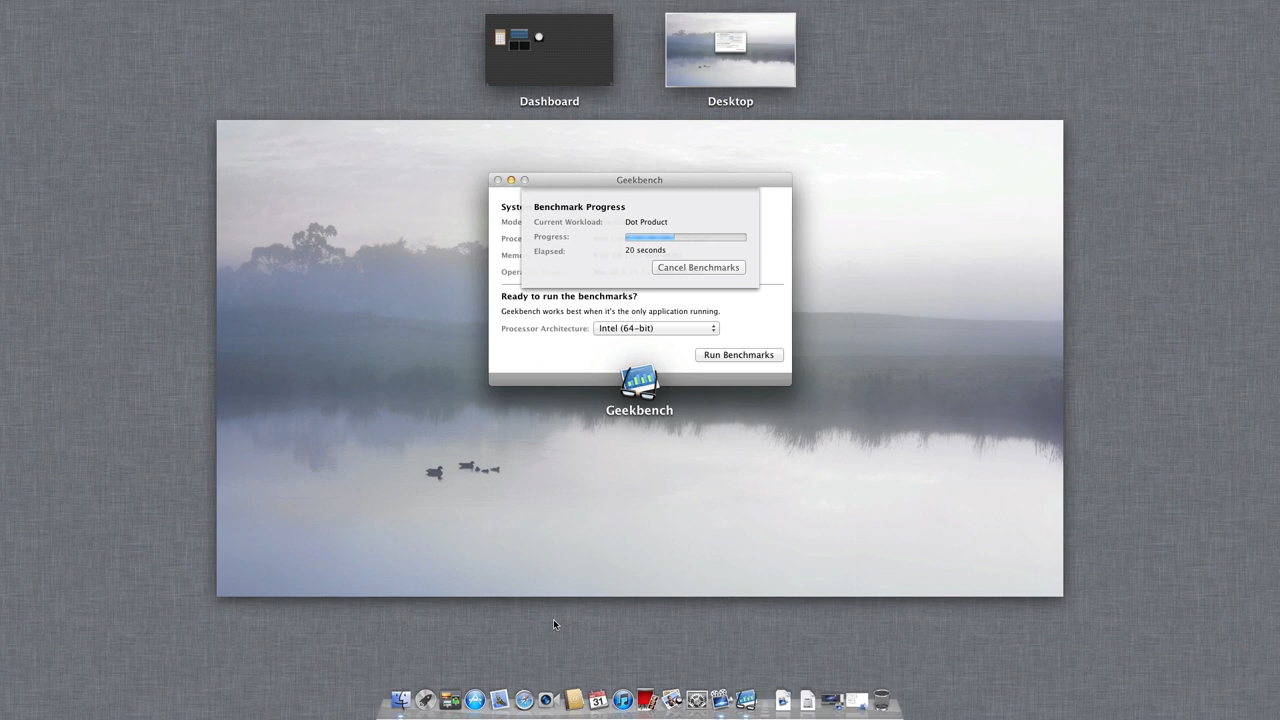 Dashboard
Desktop
Geekbench
Benchmark Progress
Syst
Current Workload: Dot Product
Mode
Progress:
Proce
Elapsed: 20 seconds
Mem
Cancel Benchmarks
Oper
Ready to run the benchmarks?
Geekbench works best when it's the only application running.
Processor Architecture: Intel (64-bit)
Run Benchmarks
Geekbench
31